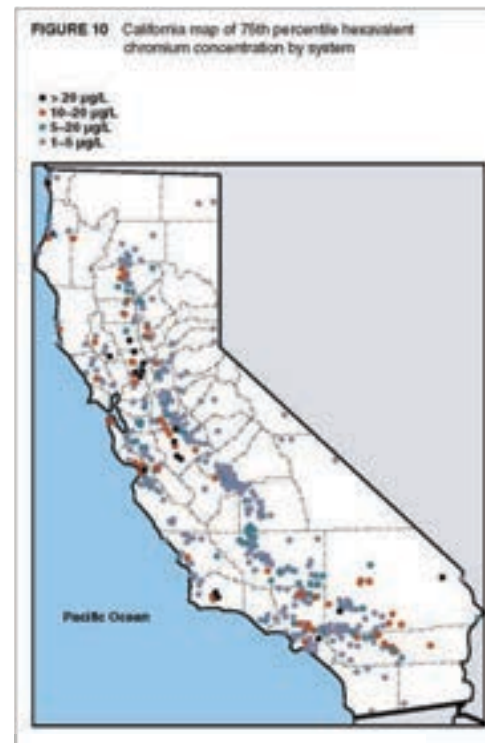 FIGURE 10 California map of 75th percentile hexavalent
chromium concentration by system
> 20 µg/L
10–20 µg/L
5–20 µg/L
1–5 µg/L
Pacific Ocean